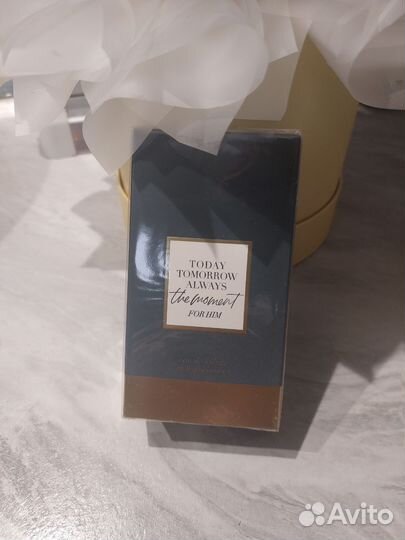 TODAY
TOMORROW
ALWAYS
the moment
FOR HIM
Avito